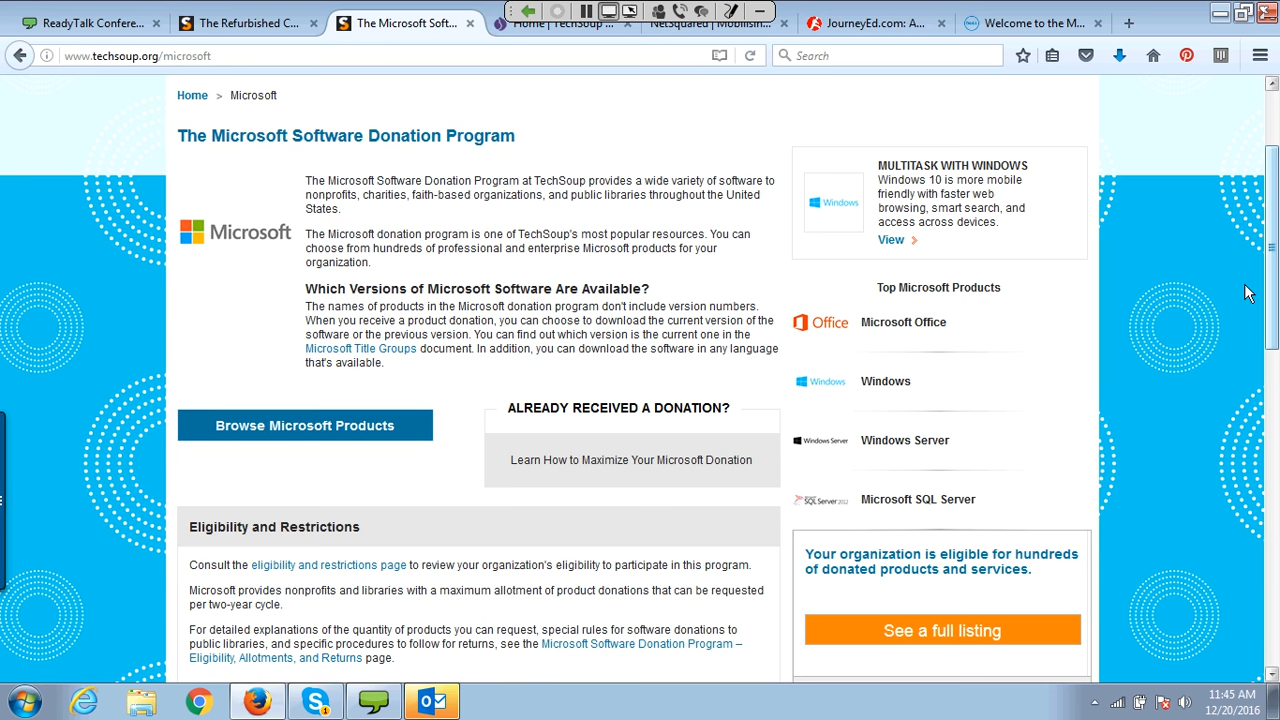 ReadyTalk Confere...
The Refurbished C...
The Microsoft Soft...
Home | TechSoup ...
NetSquared | Mobilism...
JourneyEd.com: A...
Welcome to the M...
www.techsoup.org/microsoft
Search
Home > Microsoft
The Microsoft Software Donation Program
The Microsoft Software Donation Program at TechSoup provides a wide variety of software to
nonprofits, charities, faith-based organizations, and public libraries throughout the United
States.
Microsoft
The Microsoft donation program is one of TechSoup's most popular resources. You can
choose from hundreds of professional and enterprise Microsoft products for your
organization.
Which Versions of Microsoft Software Are Available?
The names of products in the Microsoft donation program don't include version numbers.
When you receive a product donation, you can choose to download the current version of the
software or the previous version. You can find out which version is the current one in the
Microsoft Title Groups document. In addition, you can download the software in any language
that's available.
Browse Microsoft Products
ALREADY RECEIVED A DONATION?
Learn How to Maximize Your Microsoft Donation
Eligibility and Restrictions
Consult the eligibility and restrictions page to review your organization's eligibility to participate in this program.
Microsoft provides nonprofits and libraries with a maximum allotment of product donations that can be requested
per two-year cycle.
For detailed explanations of the quantity of products you can request, special rules for software donations to
public libraries, and specific procedures to follow for returns, see the Microsoft Software Donation Program –
Eligibility, Allotments, and Returns page.
MULTITASK WITH WINDOWS
Windows
Windows 10 is more mobile
friendly with faster web
browsing, smart search, and
access across devices.
View
Top Microsoft Products
Office
Microsoft Office
Windows
Windows
Windows Server
Windows Server
SQL Server 2012
Microsoft SQL Server
Your organization is eligible for hundreds
of donated products and services.
See a full listing
11:45 AM
12/20/2016